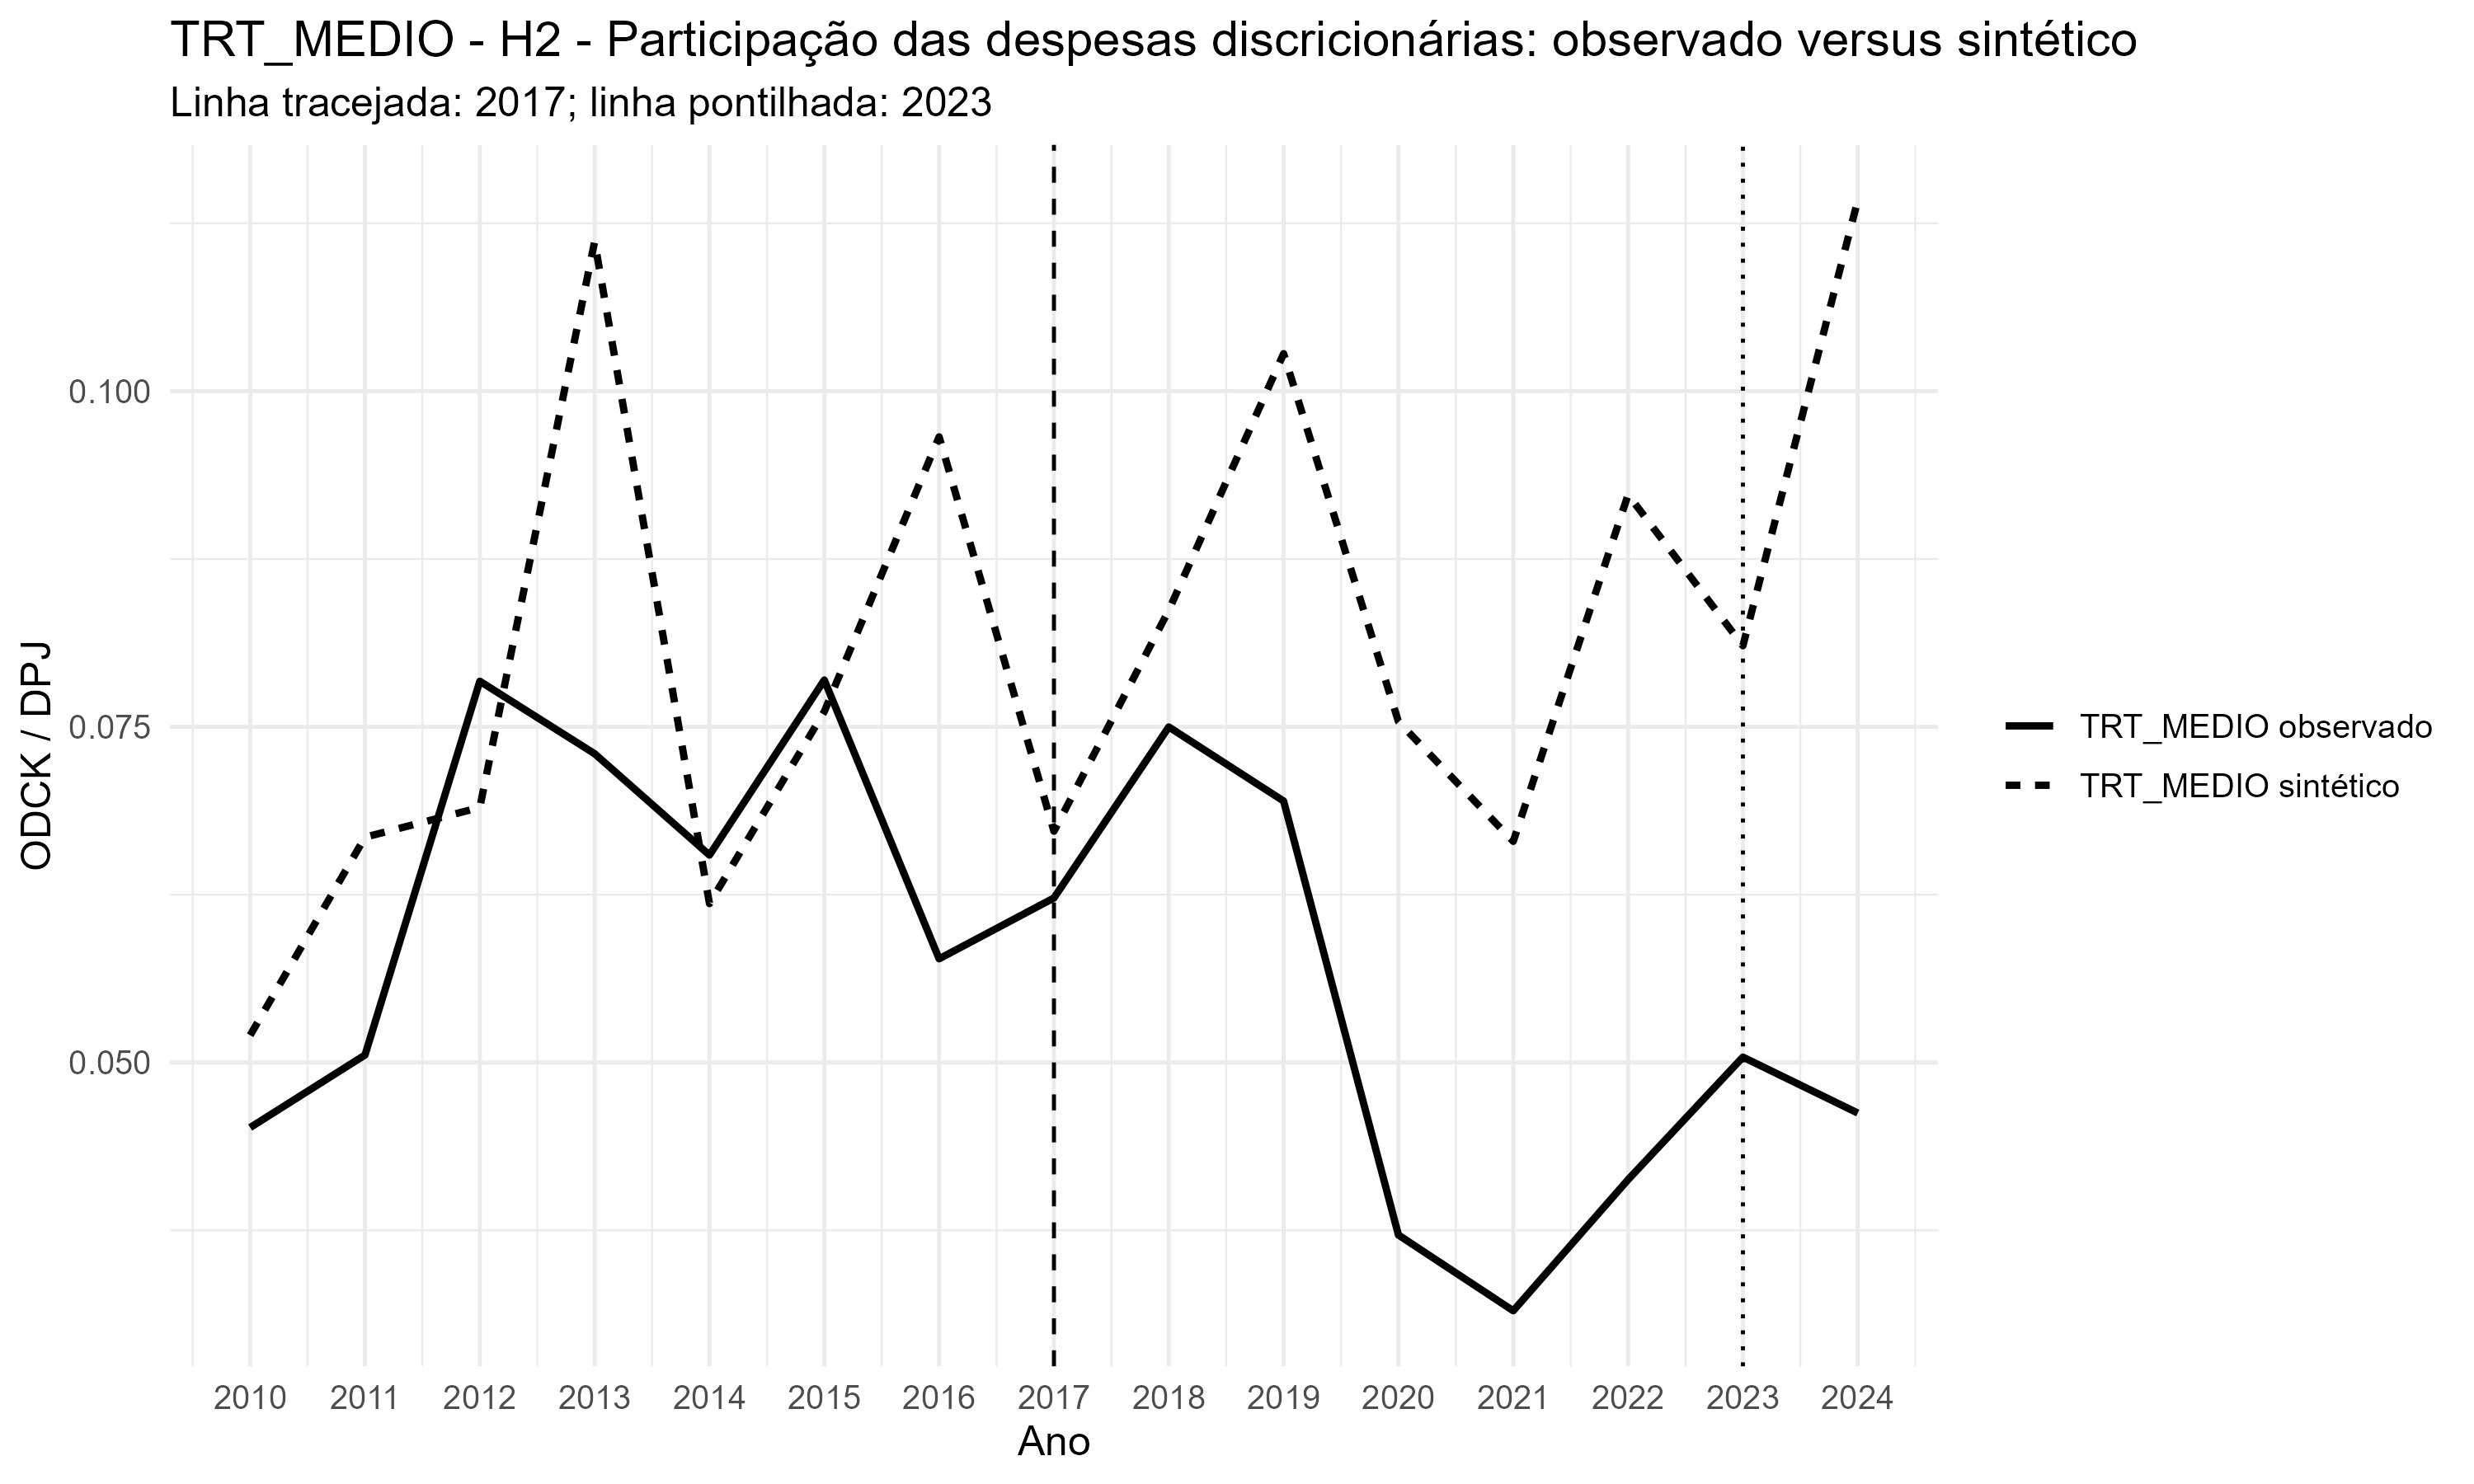 TRT_MEDIO - H2 - Participação das despesas discricionárias: observado versus sintético
Linha tracejada: 2017; linha pontilhada: 2023
ODCK / DPJ
0.100
0.075
0.050
TRT_MEDIO observado
TRT_MEDIO sintético
2010 2011 2012 2013 2014 2015 2016 2017 2018 2019 2020 2021 2022 2023 2024
Ano